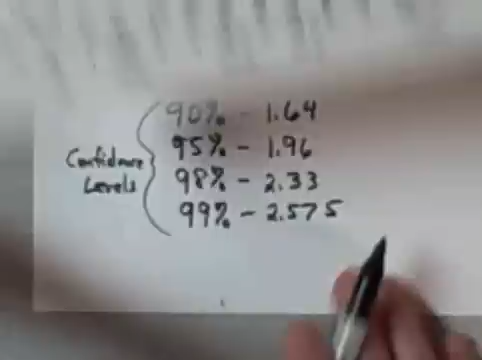 90% - 1.64
95% - 1.96
Confidence
98% - 2.33
Levels
99% - 2.575